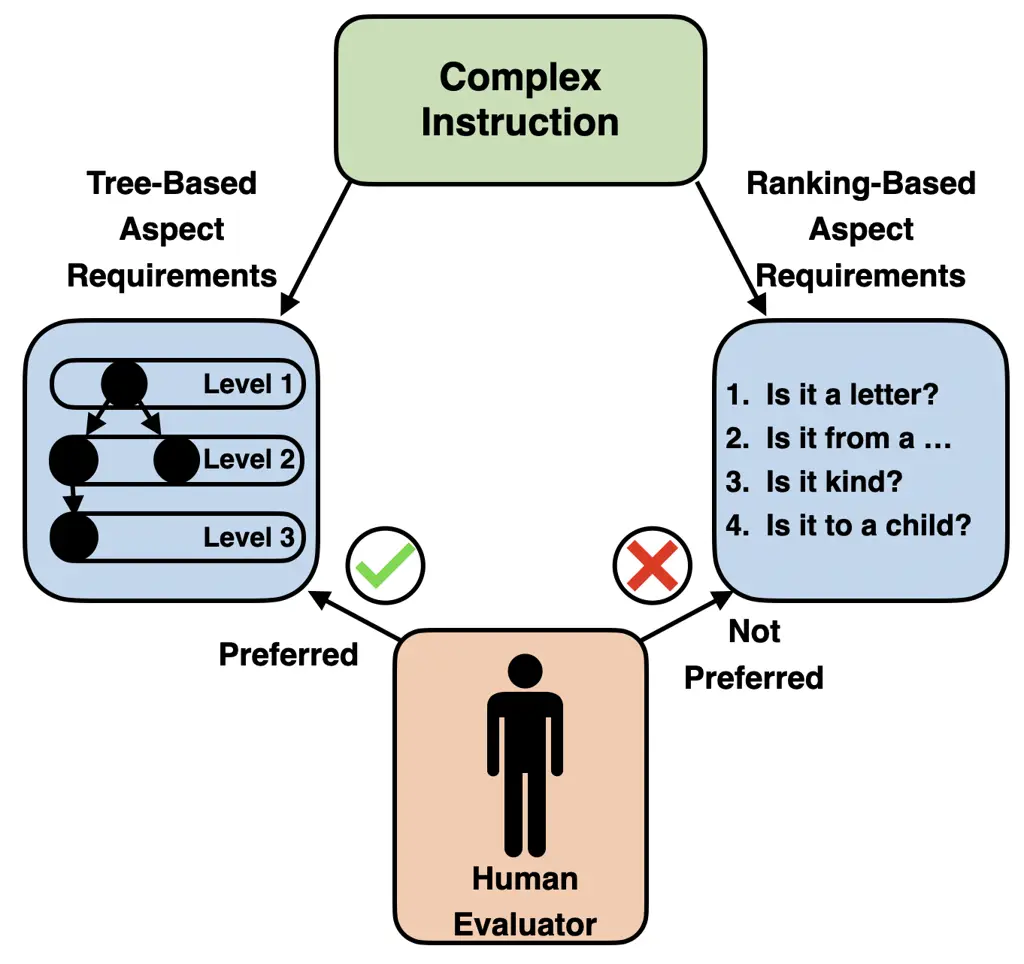 Complex
Instruction
Tree-Based
Aspect
Requirements
Ranking-Based
Aspect
Requirements
Level 1
Level 2
Level 3
1. Is it a letter?
2. Is it from a ...
3. Is it kind?
4. Is it to a child?
Preferred
Not
Preferred
Human
Evaluator